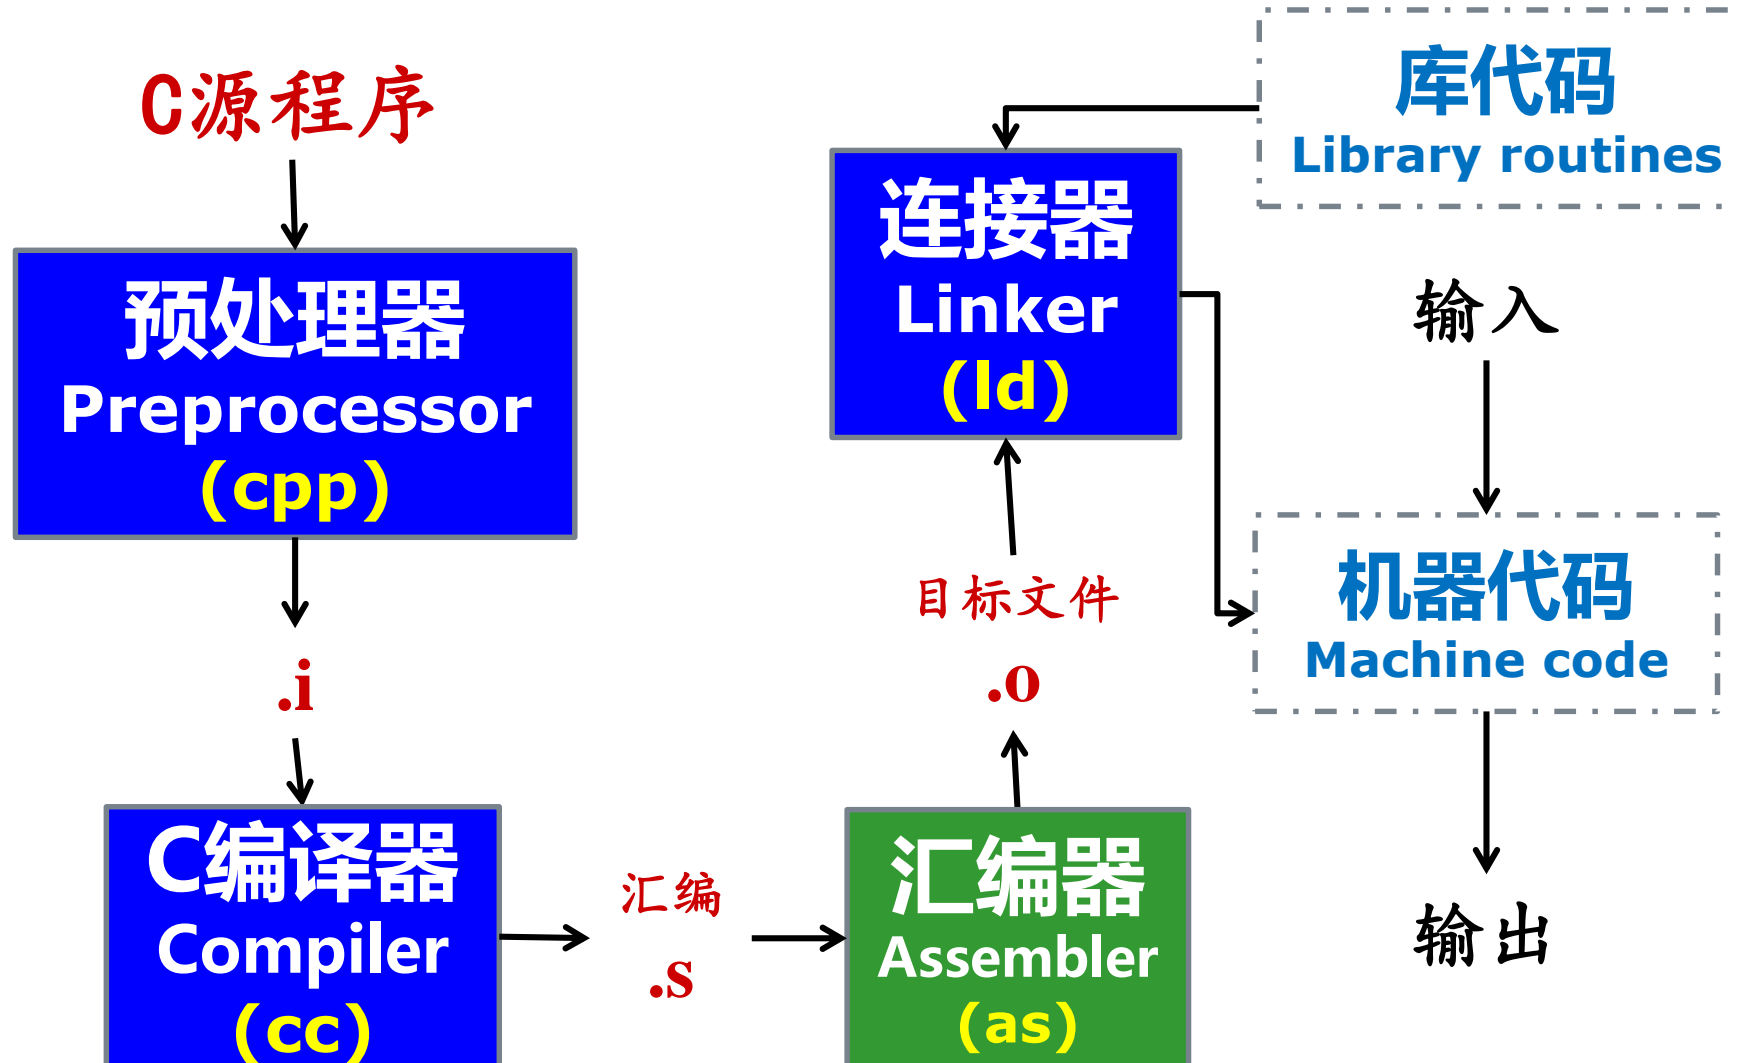 C源程序
预处理器
Preprocessor
(cpp)
.i
C编译器
Compiler
(cc)
汇编
.s
汇编器
Assembler
(as)
目标文件
.o
连接器
Linker
(ld)
库代码
Library routines
输入
机器代码
Machine code
输出